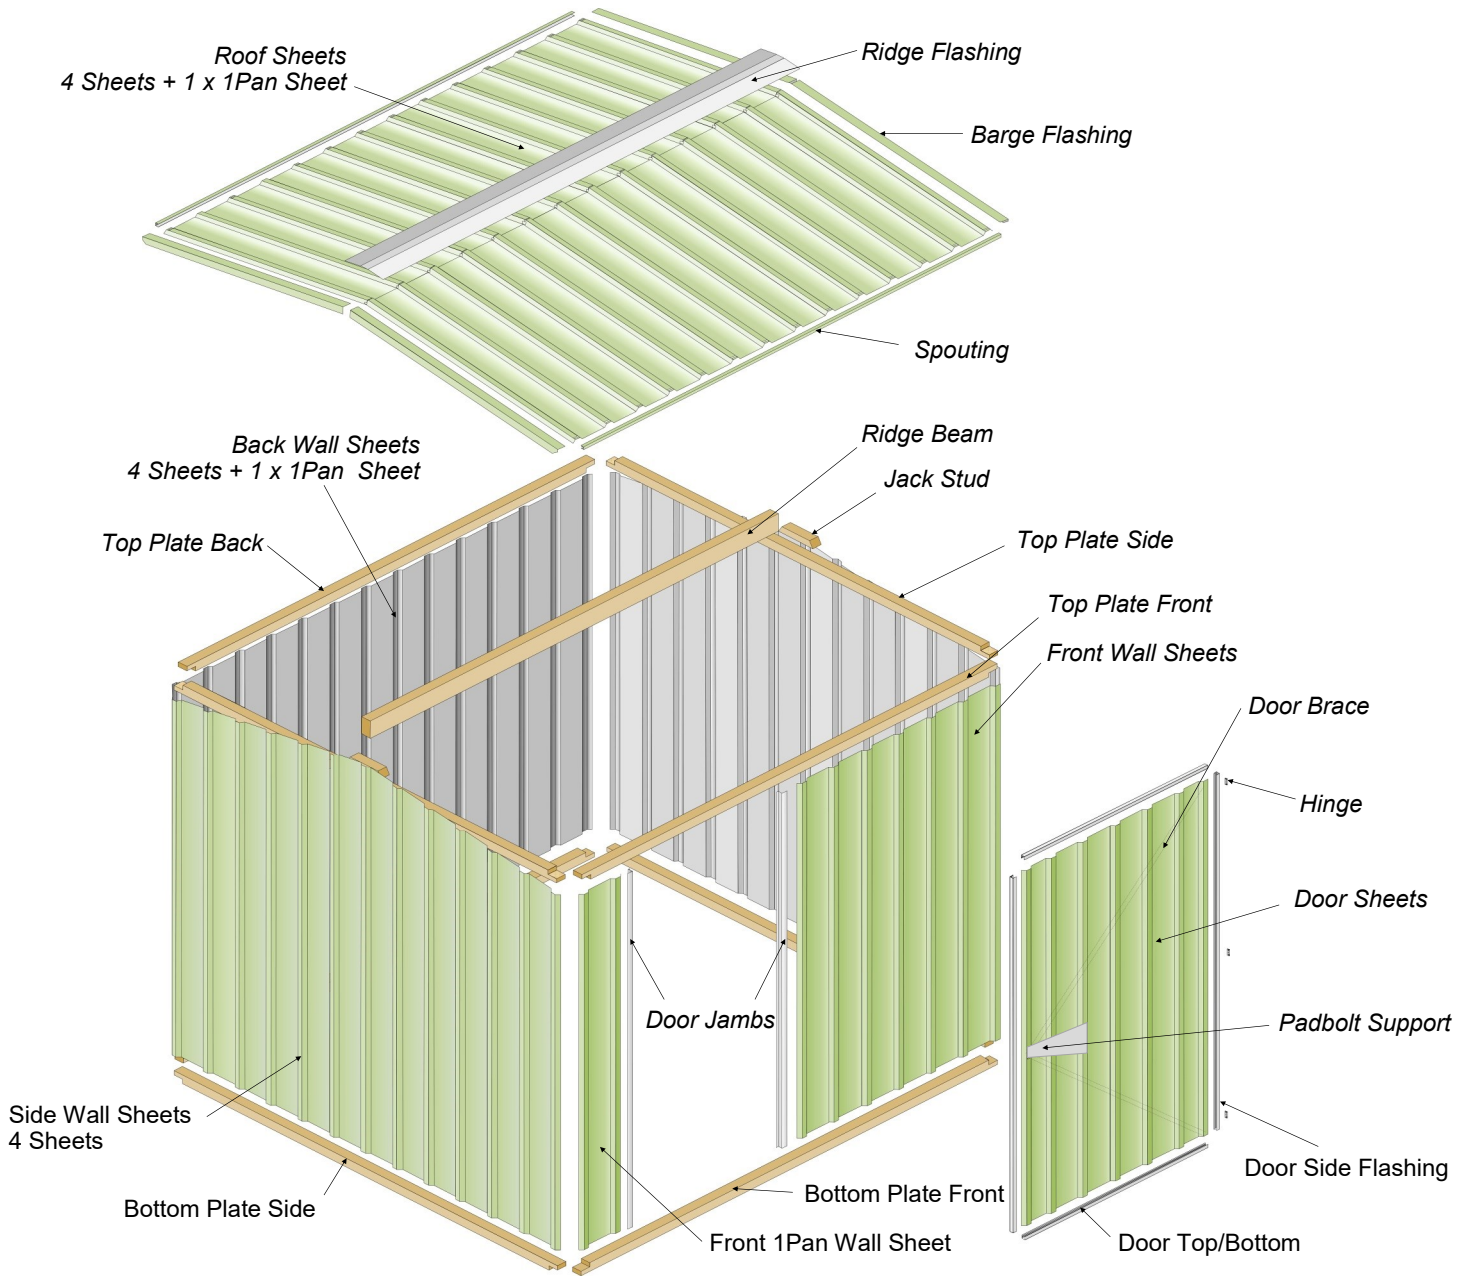 Roof Sheets
4 Sheets + 1 x 1Pan Sheet
Ridge Flashing
Barge Flashing
Spouting
Back Wall Sheets
4 Sheets + 1 x 1Pan  Sheet
Ridge Beam
Jack Stud
Top Plate Back
Top Plate Side
Top Plate Front
Front Wall Sheets
Door Brace
Hinge
Door Sheets
Door Jambs
Padbolt Support
Side Wall Sheets
4 Sheets
Door Side Flashing
Bottom Plate Side
Bottom Plate Front
Front 1Pan Wall Sheet
Door Top/Bottom